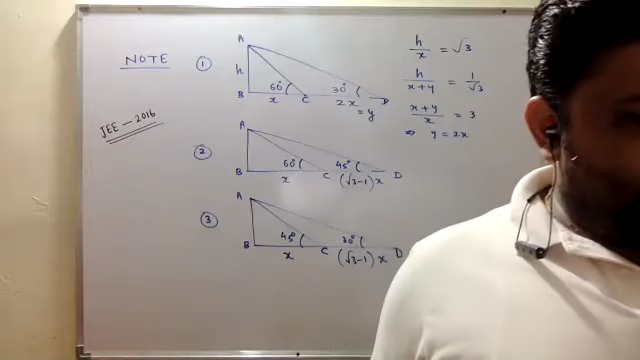 NOTE
JEE - 2016
①
A
h
B
60°
x
C
30°
2x
D
= y
②
A
B
60°
x
C
45°
(√3-1)x
D
③
A
B
45°
x
C
30°
(√3-1) x
D
h/x = √3
h/(x+y) = 1/√3
(x+y)/x = 3
⇒ y = 2x